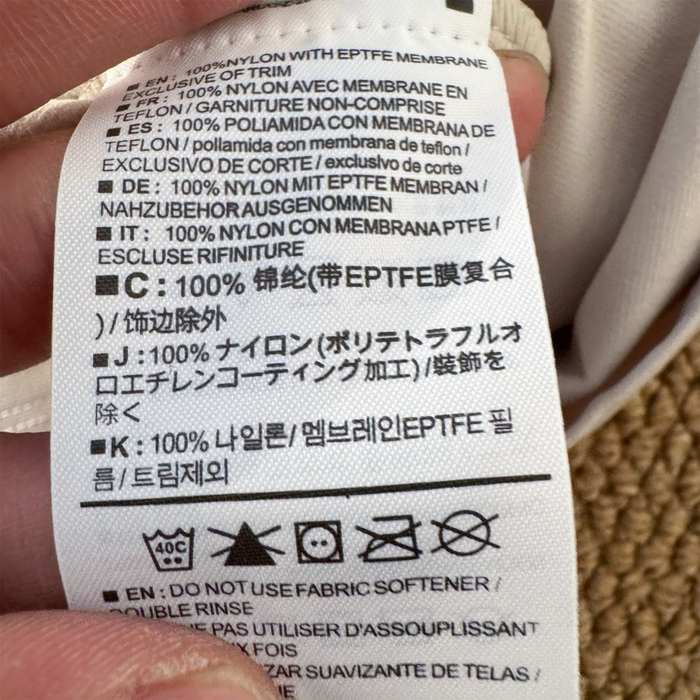 ■ EN : 100%NYLON WITH EPTFE MEMBRANE
EXCLUSIVE OF TRIM
■ FR : 100% NYLON AVEC MEMBRANE EN
TEFLON / GARNITURE NON-COMPRISE
■ ES : 100% POLIAMIDA CON MEMBRANA DE
TEFLON / pollamida con membrana de teflon /
EXCLUSIVO DE CORTE / exclusIvo de corte
■ DE : 100% NYLON MIT EPTFE MEMBRAN /
NAHZUBEHOR AUSGENOMMEN
■ IT : 100% NYLON CON MEMBRANA PTFE /
ESCLUSE RIFINITURE
■ C : 100% 锦纶(带EPTFE膜复合
)/饰边除外
■ J : 100% ナイロン(ポリテトラフルオ
ロエチレンコーティング加工)/装飾を
除く
■ K : 100% 나일론/ 멤브레인EPTFE 필
름/트림제외
40C
■ EN : DO NOT USE FABRIC SOFTENER /
DOUBLE RINSE
NE PAS UTILISER D'ASSOUPLISSANT
FOIS
SUAVIZANTE DE TELAS /